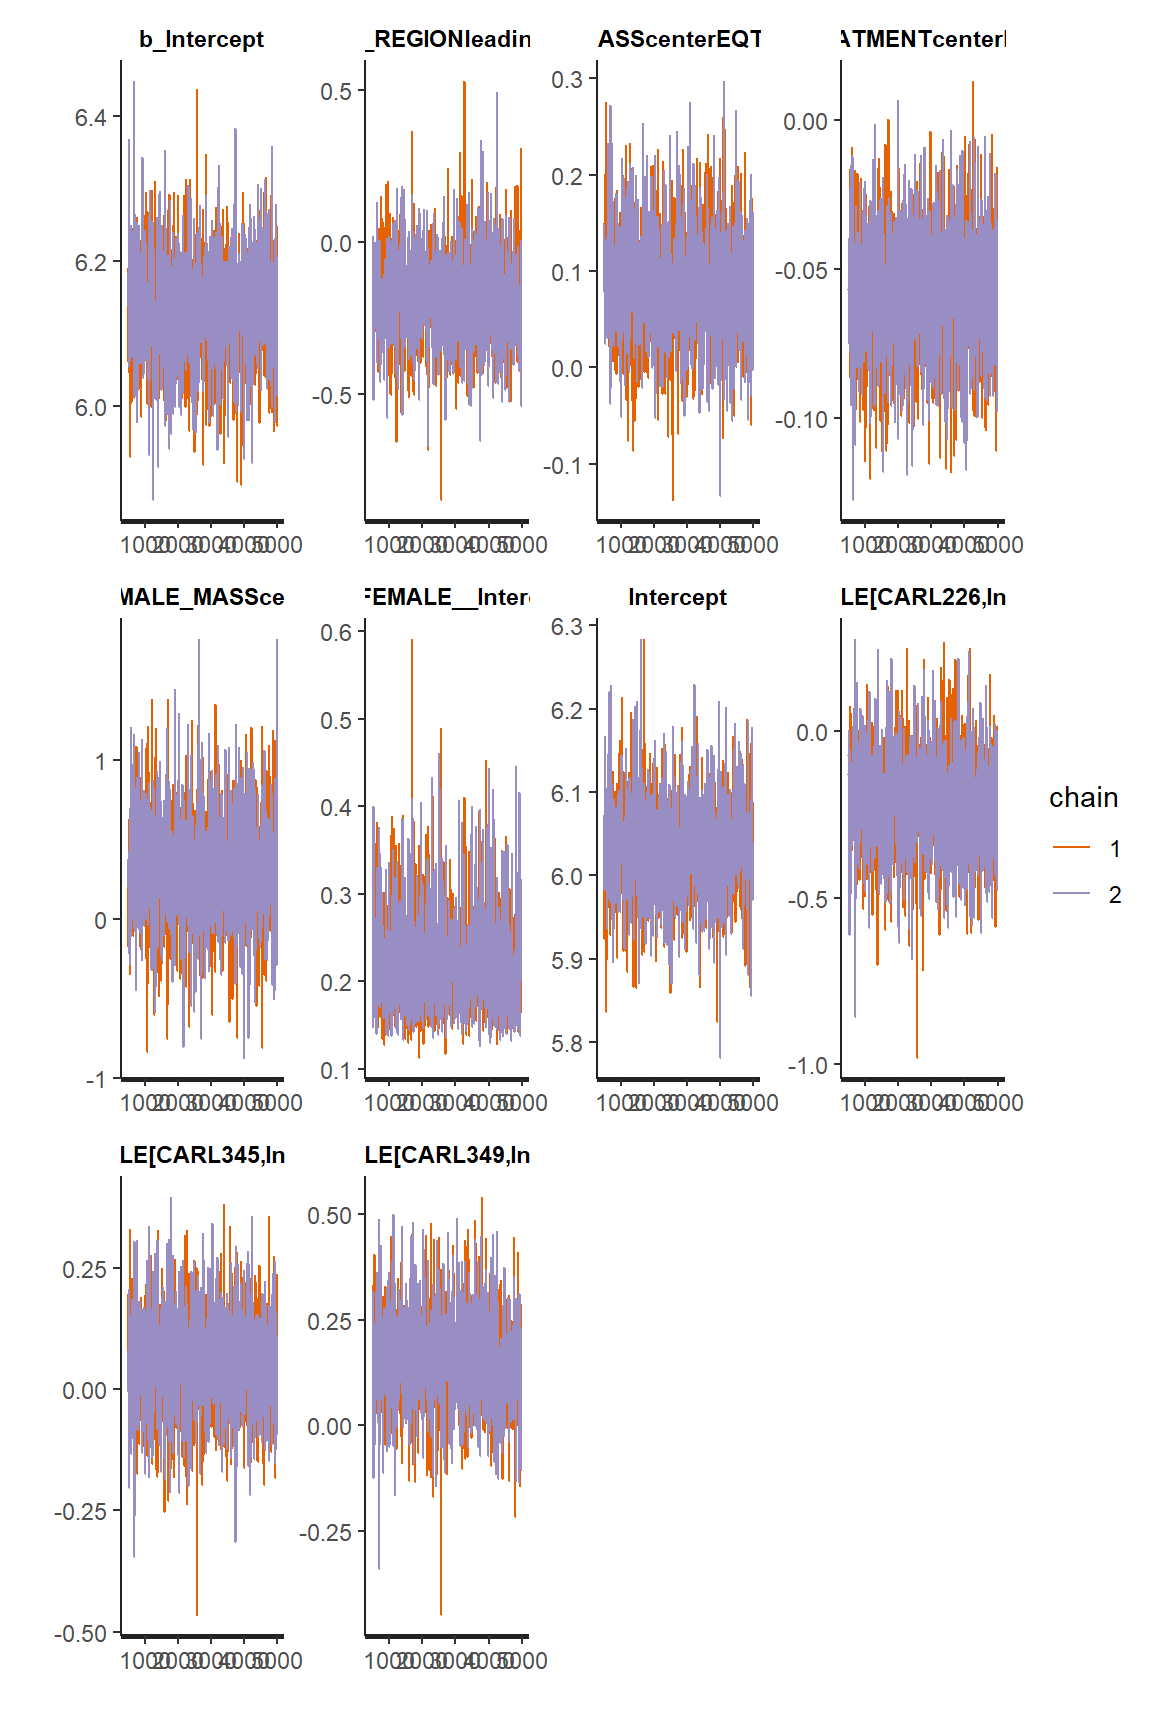 b_Intercept
_REGIONleadin
ASScenterEQT
ATMENTcenter
6.4
6.2
6.0
0.5
0.0
-0.5
0.3
0.2
0.1
0.0
-0.1
0.00
-0.05
-0.10
1000 2000 3000 4000 5000
1000 2000 3000 4000 5000
1000 2000 3000 4000 5000
1000 2000 3000 4000 5000
MALE_MASSce
FEMALE__Inter
Intercept
LE[CARL226,In
1
0
-1
0.6
0.5
0.4
0.3
0.2
0.1
6.3
6.2
6.1
6.0
5.9
5.8
0.0
-0.5
-1.0
1000 2000 3000 4000 5000
1000 2000 3000 4000 5000
1000 2000 3000 4000 5000
1000 2000 3000 4000 5000
LE[CARL345,In
LE[CARL349,In
0.25
0.00
-0.25
-0.50
0.50
0.25
0.00
-0.25
1000 2000 3000 4000 5000
1000 2000 3000 4000 5000
chain
1
2